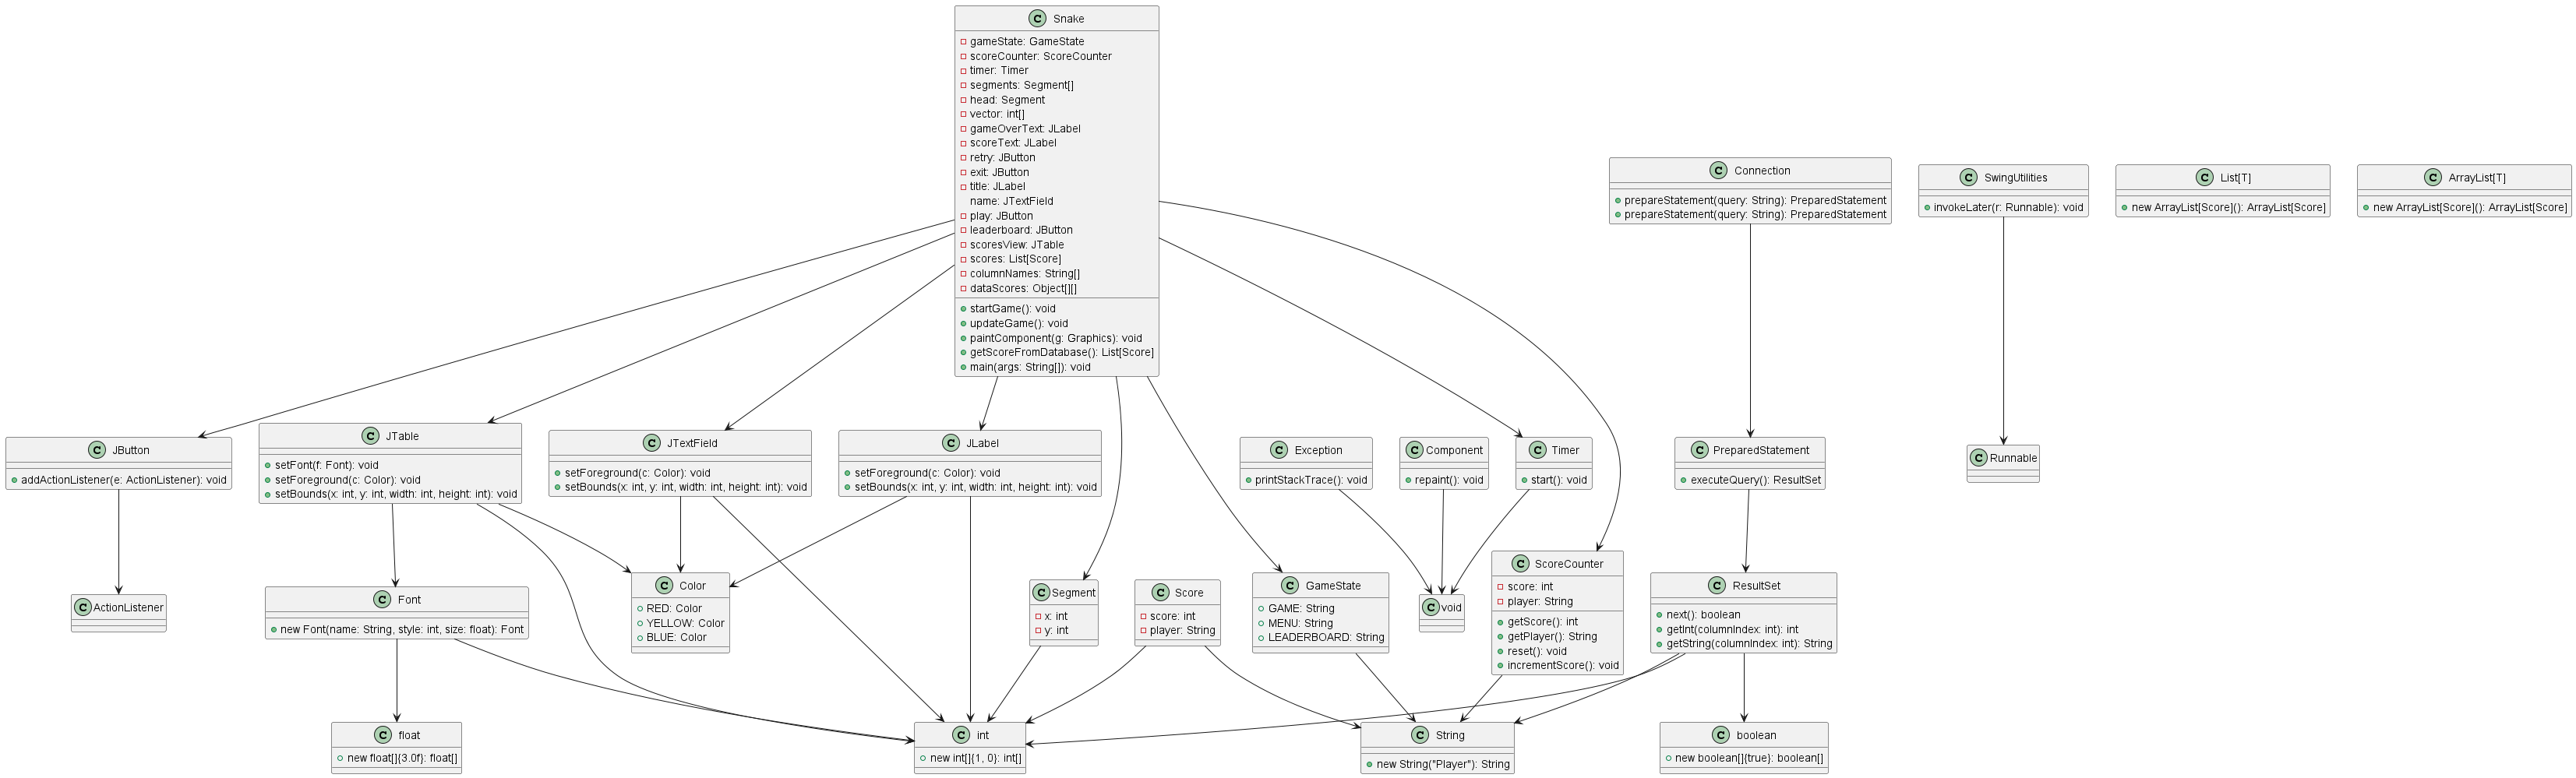 Snake
gameState: GameState
scoreCounter: ScoreCounter
timer: Timer
segments: Segment[]
head: Segment
vector: int[]
gameOverText: JLabel
scoreText: JLabel
retry: JButton
exit: JButton
title: JLabel
name: JTextField
play: JButton
leaderboard: JButton
scoresView: JTable
scores: List[Score]
columnNames: String[]
dataScores: Object[][]
startGame(): void
updateGame(): void
paintComponent(g: Graphics): void
getScoreFromDatabase(): List[Score]
main(args: String[]): void
Connection
prepareStatement(query: String): PreparedStatement
prepareStatement(query: String): PreparedStatement
SwingUtilities
invokeLater(r: Runnable): void
List[T]
new ArrayList[Score](): ArrayList[Score]
ArrayList[T]
new ArrayList[Score](): ArrayList[Score]
JButton
addActionListener(e: ActionListener): void
JTable
setFont(f: Font): void
setForeground(c: Color): void
setBounds(x: int, y: int, width: int, height: int): void
JTextField
setForeground(c: Color): void
setBounds(x: int, y: int, width: int, height: int): void
JLabel
setForeground(c: Color): void
setBounds(x: int, y: int, width: int, height: int): void
Exception
printStackTrace(): void
Component
repaint(): void
Timer
start(): void
PreparedStatement
executeQuery(): ResultSet
Runnable
ActionListener
Font
new Font(name: String, style: int, size: float): Font
Color
RED: Color
YELLOW: Color
BLUE: Color
Segment
x: int
y: int
Score
score: int
player: String
GameState
GAME: String
MENU: String
LEADERBOARD: String
void
ScoreCounter
score: int
player: String
getScore(): int
getPlayer(): String
reset(): void
incrementScore(): void
ResultSet
next(): boolean
getInt(columnIndex: int): int
getString(columnIndex: int): String
float
new float[]{3.0f}: float[]
int
new int[]{1, 0}: int[]
String
new String("Player"): String
boolean
new boolean[]{true}: boolean[]